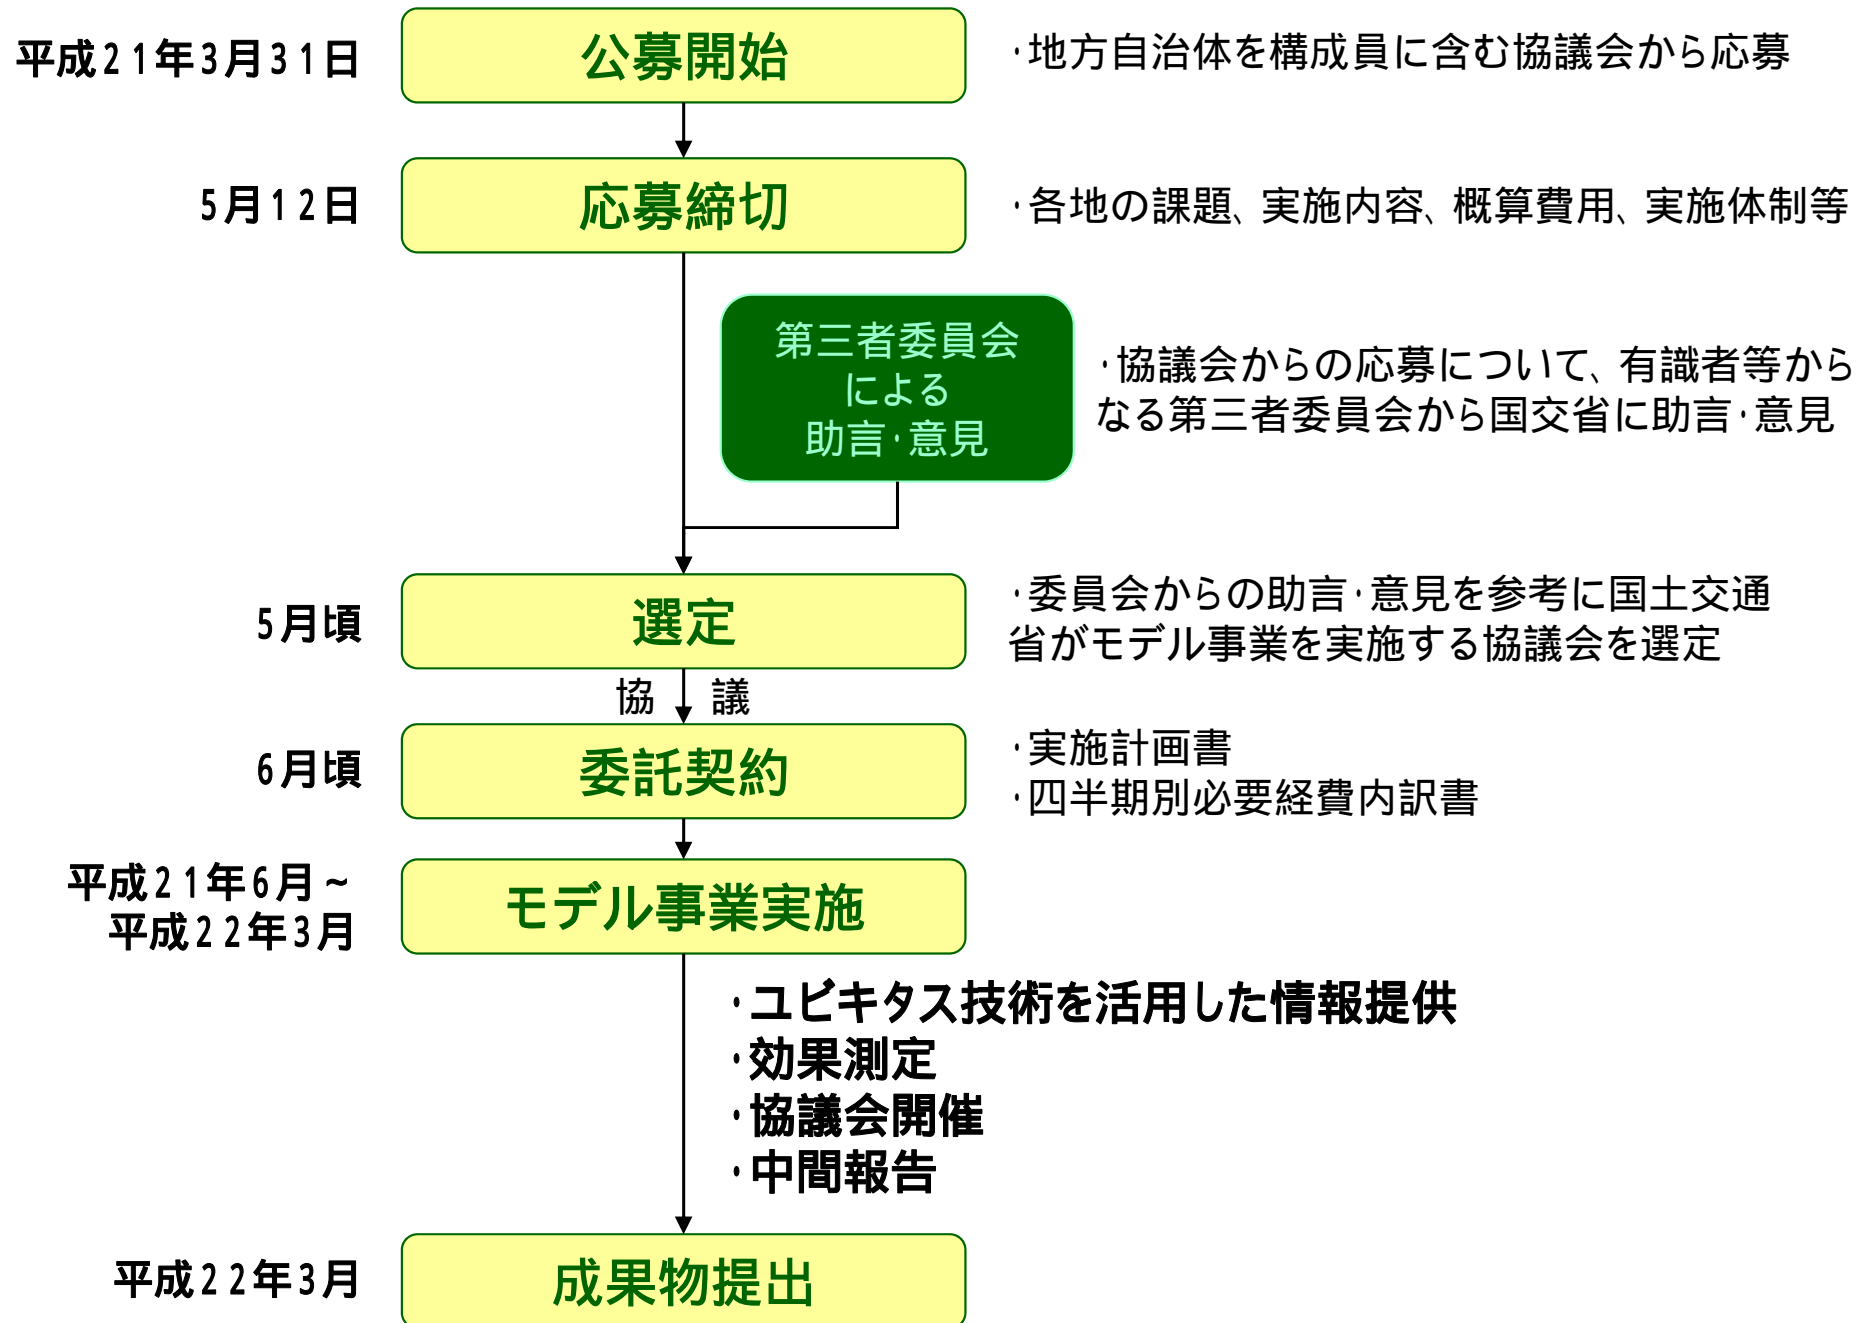 平成21年3月31日
公募開始
・地方自治体を構成員に含む協議会から応募
5月12日
応募締切
・各地の課題、実施内容、概算費用、実施体制等
第三者委員会
による
助言・意見
・協議会からの応募について、有識者等から
なる第三者委員会から国交省に助言・意見
5月頃
選定
・委員会からの助言・意見を参考に国土交通
省がモデル事業を実施する協議会を選定
協 議
6月頃
委託契約
・実施計画書
・四半期別必要経費内訳書
平成21年6月~
平成22年3月
モデル事業実施
・ユビキタス技術を活用した情報提供
・効果測定
・協議会開催
・中間報告
平成22年3月
成果物提出